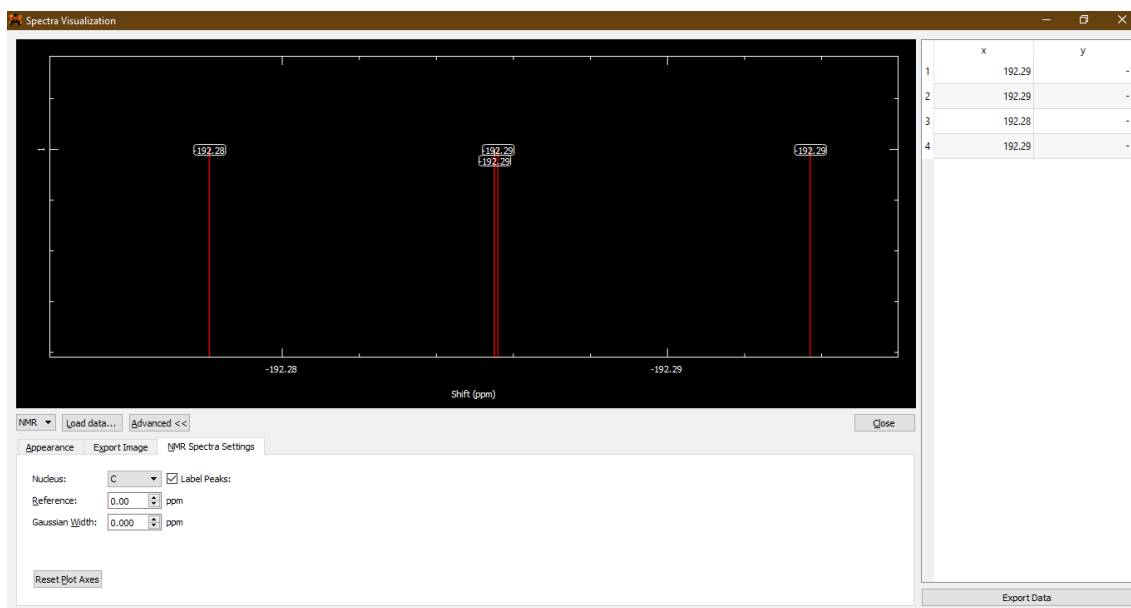 Spectra Visualization
x y
1 192.29 -
2 192.29 -
3 192.28 -
4 192.29 -
1
-192.28
-192.29
-192.29
-192.29
-192.28 -192.29
Shift (ppm)
NMR Load data... Advanced << Close
Appearance Export Image NMR Spectra Settings
Nucleus: C Label Peaks:
Reference: 0.00 ppm
Gaussian Width: 0.000 ppm
Reset Plot Axes
Export Data